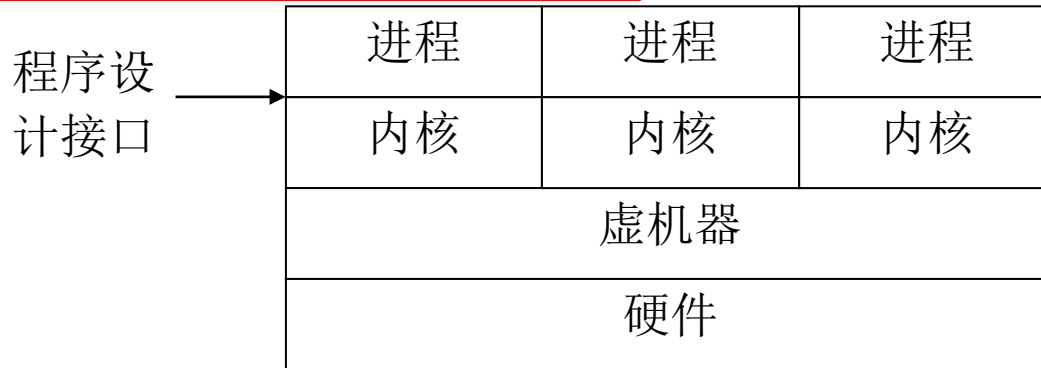 程序设
计接口
进程 进程 进程
内核 内核 内核
虚机器
硬件